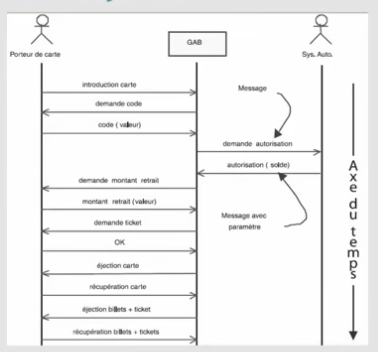 Porteur de carte
GAB
Sys. Auto.
introduction carte
Message
demande code
code ( valeur)
demande autorisation
autorisation ( solde)
demande montant retrait
montant retrait (valeur)
Message avec
paramètre
demande ticket
OK
éjection carte
récupération carte
éjection billets + ticket
récupération billets + tickets
Axe du temps